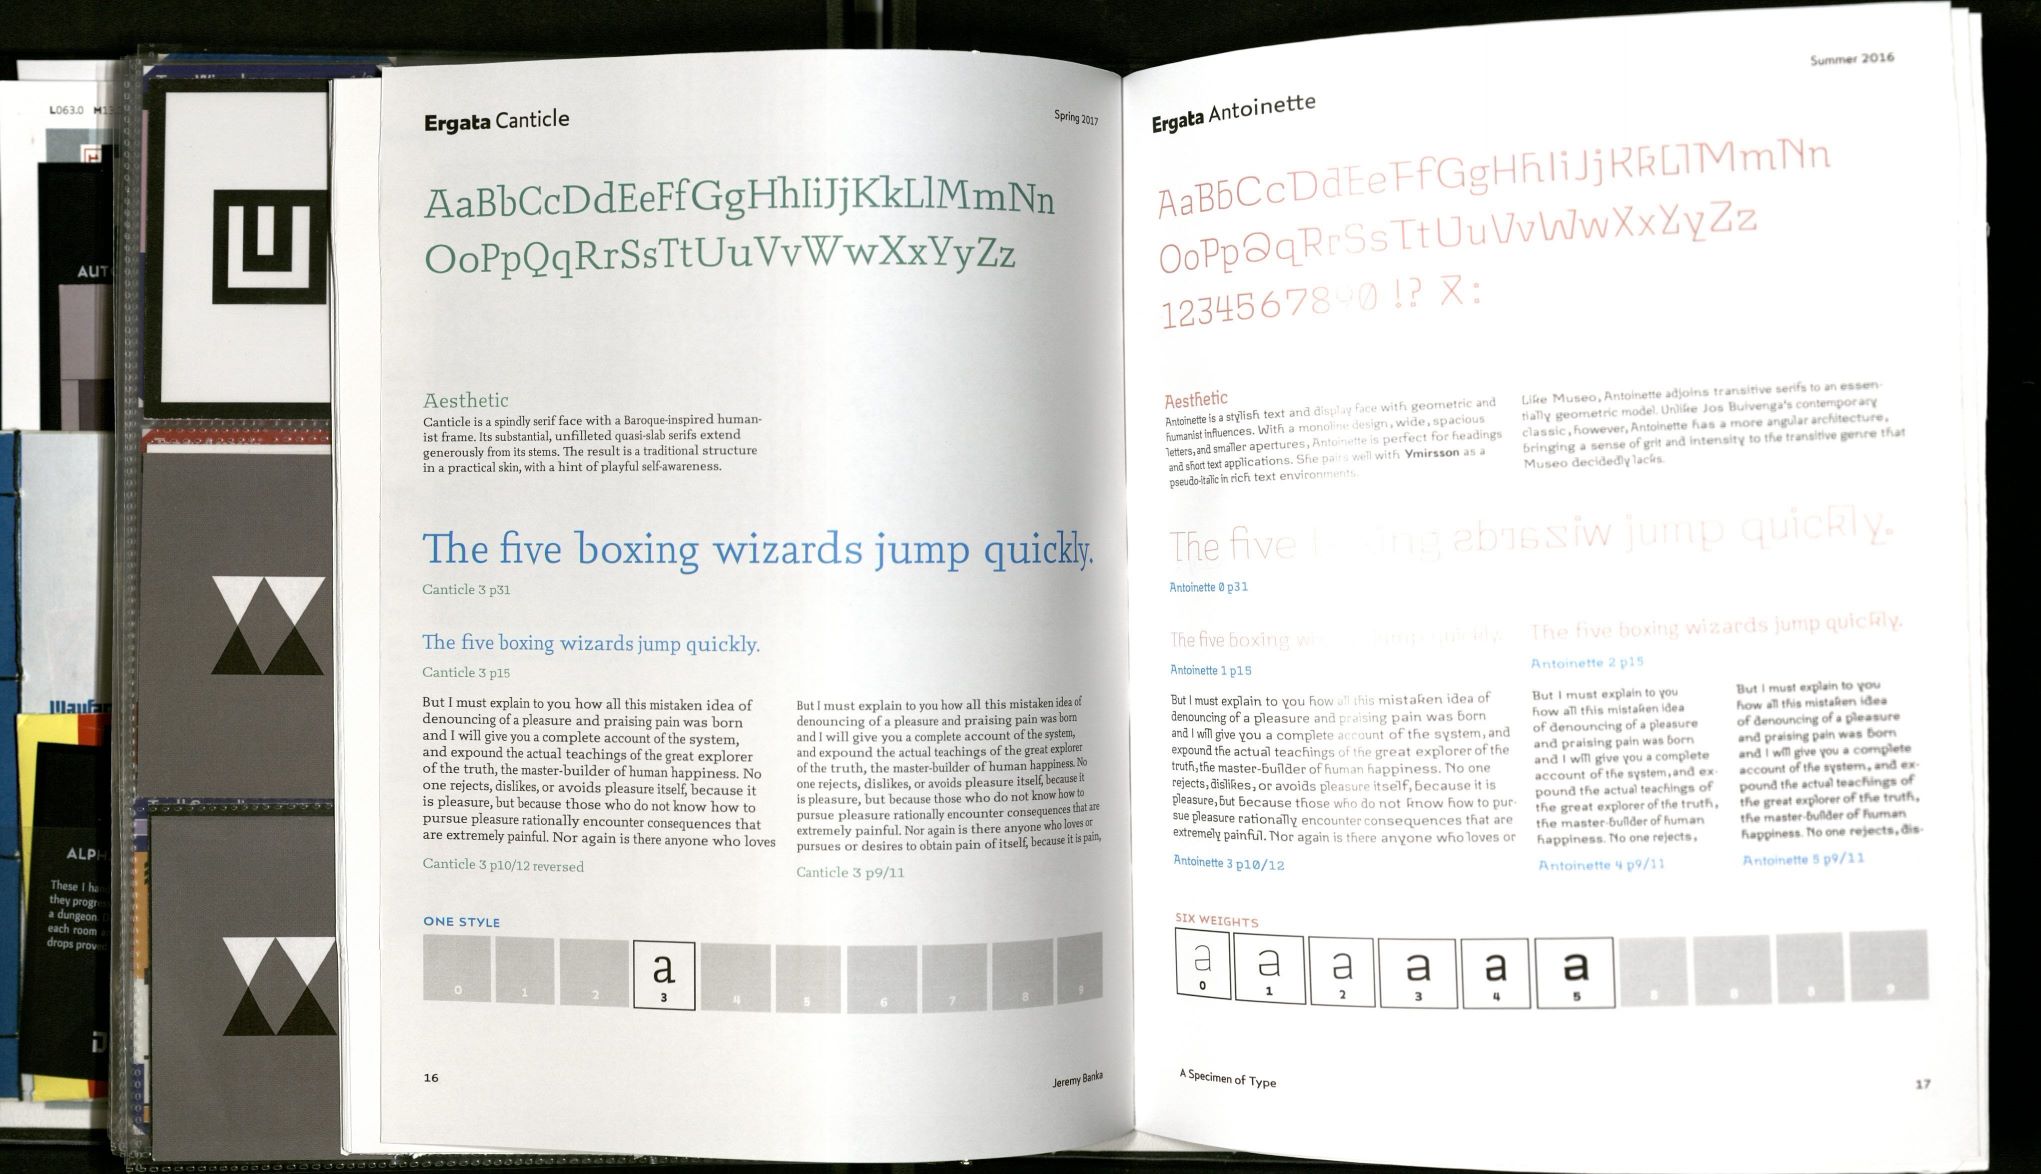 L063.0
AUT
ALPH
These I ha
they progr
a dungeon.
each room
drops prov
Ergata Canticle
Spring 2017
AaBbCcDdEeFfGgHhIiJjKkLlMmNn
OoPpQqRrSsTtUuVvWwXxYyZz
Aesthetic
Canticle is a spindly serif face with a Baroque-inspired human-
ist frame. Its substantial, unfilleted quasi-slab serifs extend
generously from its stems. The result is a traditional structure
in a practical skin, with a hint of playful self-awareness.
The five boxing wizards jump quickly.
Canticle 3 p31
The five boxing wizards jump quickly.
Canticle 3 p15
But I must explain to you how all this mistaken idea of
denouncing of a pleasure and praising pain was born
and I will give you a complete account of the system,
and expound the actual teachings of the great explorer
of the truth, the master-builder of human happiness. No
one rejects, dislikes, or avoids pleasure itself, because it
is pleasure, but because those who do not know how to
pursue pleasure rationally encounter consequences that
are extremely painful. Nor again is there anyone who loves
Canticle 3 p10/12 reversed
But I must explain to you how all this mistaken idea of
denouncing of a pleasure and praising pain was born
and I will give you a complete account of the system,
and expound the actual teachings of the great explorer
of the truth, the master-builder of human happiness. No
one rejects, dislikes, or avoids pleasure itself, because it
is pleasure, but because those who do not know how to
pursue pleasure rationally encounter consequences that are
extremely painful. Nor again is there anyone who loves or
pursues or desires to obtain pain of itself, because it is pain,
Canticle 3 p9/11
ONE STYLE
a
0 1 2 3 4 5 6 7 8 9
16
Jeremy Banka
Summer 2016
Ergata Antoinette
AaBbCcDdEeFfGgHhIiJjKkLlMmNn
OoPpQqRrSsTtUuVvWwXxYyZz
1234567890 !? X :
Aesthetic
Antoinette is a stylish text and display face with geometric and
humanist influences. With a monoline design, wide, spacious
letters, and smaller apertures, Antoinette is perfect for headings
and short text applications. She pairs well with Ymirsson as a
pseudo-italic in rich text environments.
Like Museo, Antoinette adjoins transitive serifs to an essen-
tially geometric model. Unlike Jos Buivenga's contemporary
classic, however, Antoinette has a more angular architecture,
bringing a sense of grit and intensity to the transitive genre that
Museo decidedly lacks.
The five boxing wizards jump quickly.
Antoinette 0 p31
The five boxing wizards jump quickly.
Antoinette 1 p15
The five boxing wizards jump quickly.
Antoinette 2 p15
But I must explain to you how all this mistaken idea of
denouncing of a pleasure and praising pain was born
and I will give you a complete account of the system, and
expound the actual teachings of the great explorer of the
truth, the master-builder of human happiness. No one
rejects, dislikes, or avoids pleasure itself, because it is
pleasure, but because those who do not know how to pur-
sue pleasure rationally encounter consequences that are
extremely painful. Nor again is there anyone who loves or
Antoinette 3 p10/12
But I must explain to you
how all this mistaken idea
of denouncing of a pleasure
and praising pain was born
and I will give you a complete
account of the system, and ex-
pound the actual teachings of
the great explorer of the truth,
the master-builder of human
happiness. No one rejects,
Antoinette 4 p9/11
But I must explain to you
how all this mistaken idea
of denouncing of a pleasure
and praising pain was born
and I will give you a complete
account of the system, and ex-
pound the actual teachings of
the great explorer of the truth,
the master-builder of human
happiness. No one rejects, dis-
Antoinette 5 p9/11
SIX WEIGHTS
a a a a a a
0 1 2 3 4 5 8 8 8 9
A Specimen of Type
17